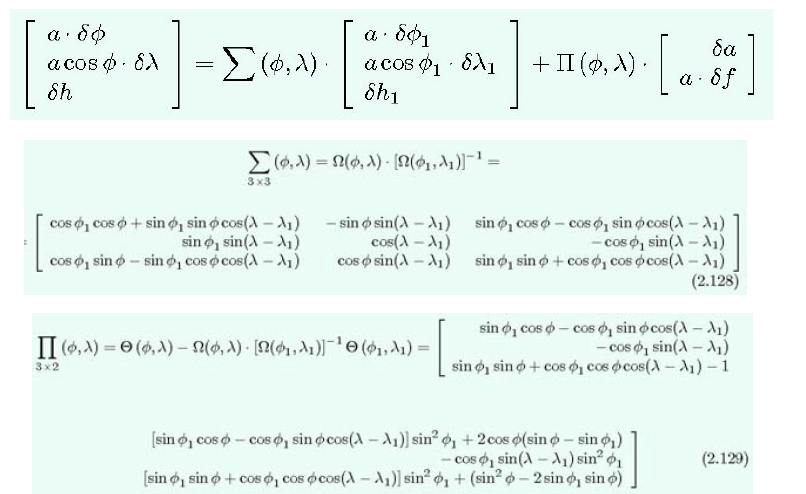 [ a · δφ a cos φ · δλ δh ] = ∑ (φ, λ) · [ a · δφ₁ a cos φ₁ · δλ₁ δh₁ ] + Π (φ, λ) · [ δa a · δf ]
∑ 3×3 (φ, λ) = Ω(φ, λ) · [Ω(φ₁, λ₁)]⁻¹ =
= [ cos φ₁ cos φ + sin φ₁ sin φ cos(λ − λ₁) − sin φ sin(λ − λ₁) sin φ₁ cos φ − cos φ₁ sin φ cos(λ − λ₁)
sin φ₁ sin(λ − λ₁) cos(λ − λ₁) − cos φ₁ sin(λ − λ₁)
cos φ₁ sin φ − sin φ₁ cos φ cos(λ − λ₁) cos φ sin(λ − λ₁) sin φ₁ sin φ + cos φ₁ cos φ cos(λ − λ₁) ]
(2.128)
∏ 3×2 (φ, λ) = Θ (φ, λ) − Ω(φ, λ) · [Ω(φ₁, λ₁)]⁻¹ Θ (φ₁, λ₁) = [ sin φ₁ cos φ − cos φ₁ sin φ cos(λ − λ₁)
− cos φ₁ sin(λ − λ₁)
sin φ₁ sin φ + cos φ₁ cos φ cos(λ − λ₁) − 1
[sin φ₁ cos φ − cos φ₁ sin φ cos(λ − λ₁)] sin² φ₁ + 2 cos φ(sin φ − sin φ₁)
− cos φ₁ sin(λ − λ₁) sin² φ₁
[sin φ₁ sin φ + cos φ₁ cos φ cos(λ − λ₁)] sin² φ₁ + (sin² φ − 2 sin φ₁ sin φ) ]
(2.129)